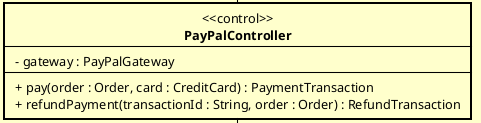 <<control>>
PayPalController
- gateway : PayPalGateway
+ pay(order : Order, card : CreditCard) : PaymentTransaction
+ refundPayment(transactionId : String, order : Order) : RefundTransaction